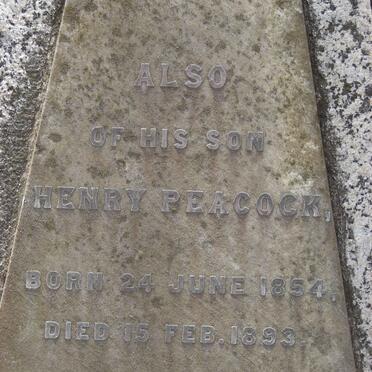 ALSO
OF HIS SON
HENRY PEACOCK,
BORN 24 JUNE 1854,
DIED 15 FEB. 1893.